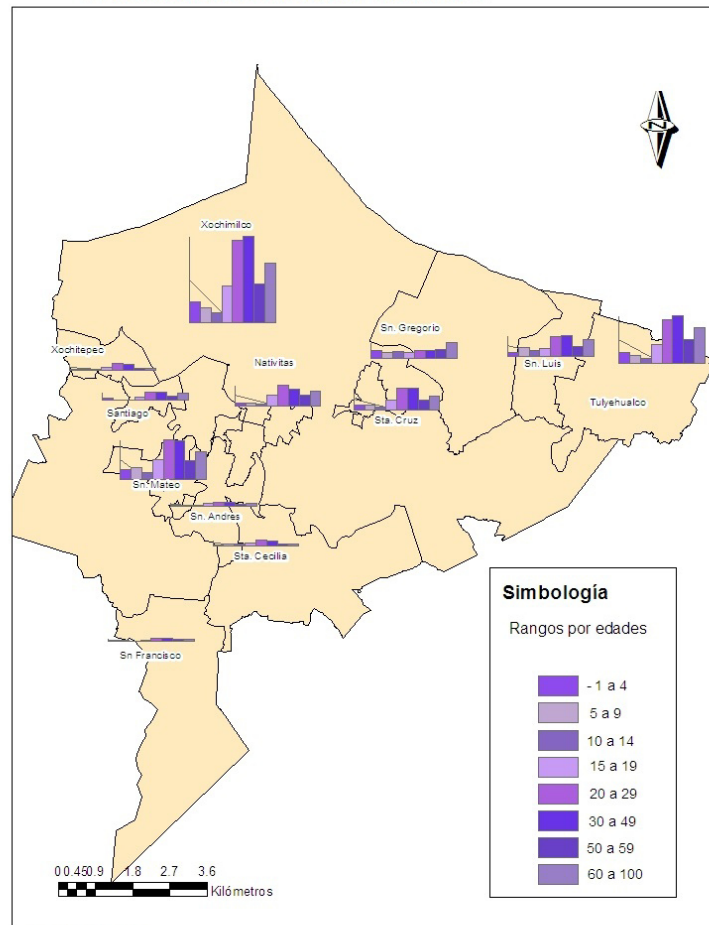 N
Xochimilco
Sn. Gregorio
Xochitepec
Nativitas
Sn. Luis
Tulyehualco
Santiago
Sta. Cruz
Sn. Mateo
Sn. Andres
Sta. Cecilia
Sn Francisco
Simbología
Rangos por edades
- 1 a 4
5 a 9
10 a 14
15 a 19
20 a 29
30 a 49
50 a 59
60 a 100
0 0.450.9 1.8 2.7 3.6
Kilómetros